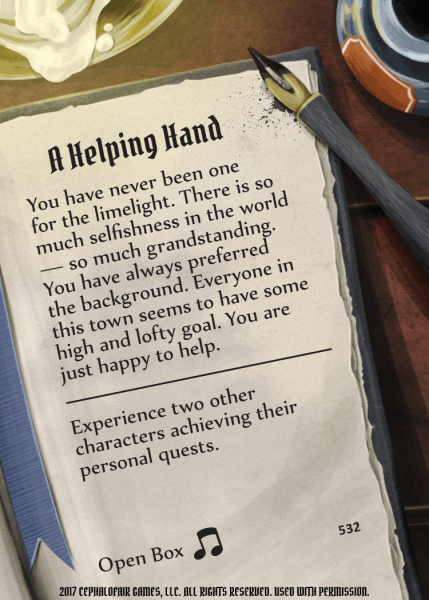 A Helping Hand
You have never been one
for the limelight. There is so
much selfishness in the world
— so much grandstanding.
You have always preferred
the background. Everyone in
this town seems to have some
high and lofty goal. You are
just happy to help.
Experience two other
characters achieving their
personal quests.
532
Open Box
2017 CEPHALOFAIR GAMES, LLC. ALL RIGHTS RESERVED. USED WITH PERMISSION.